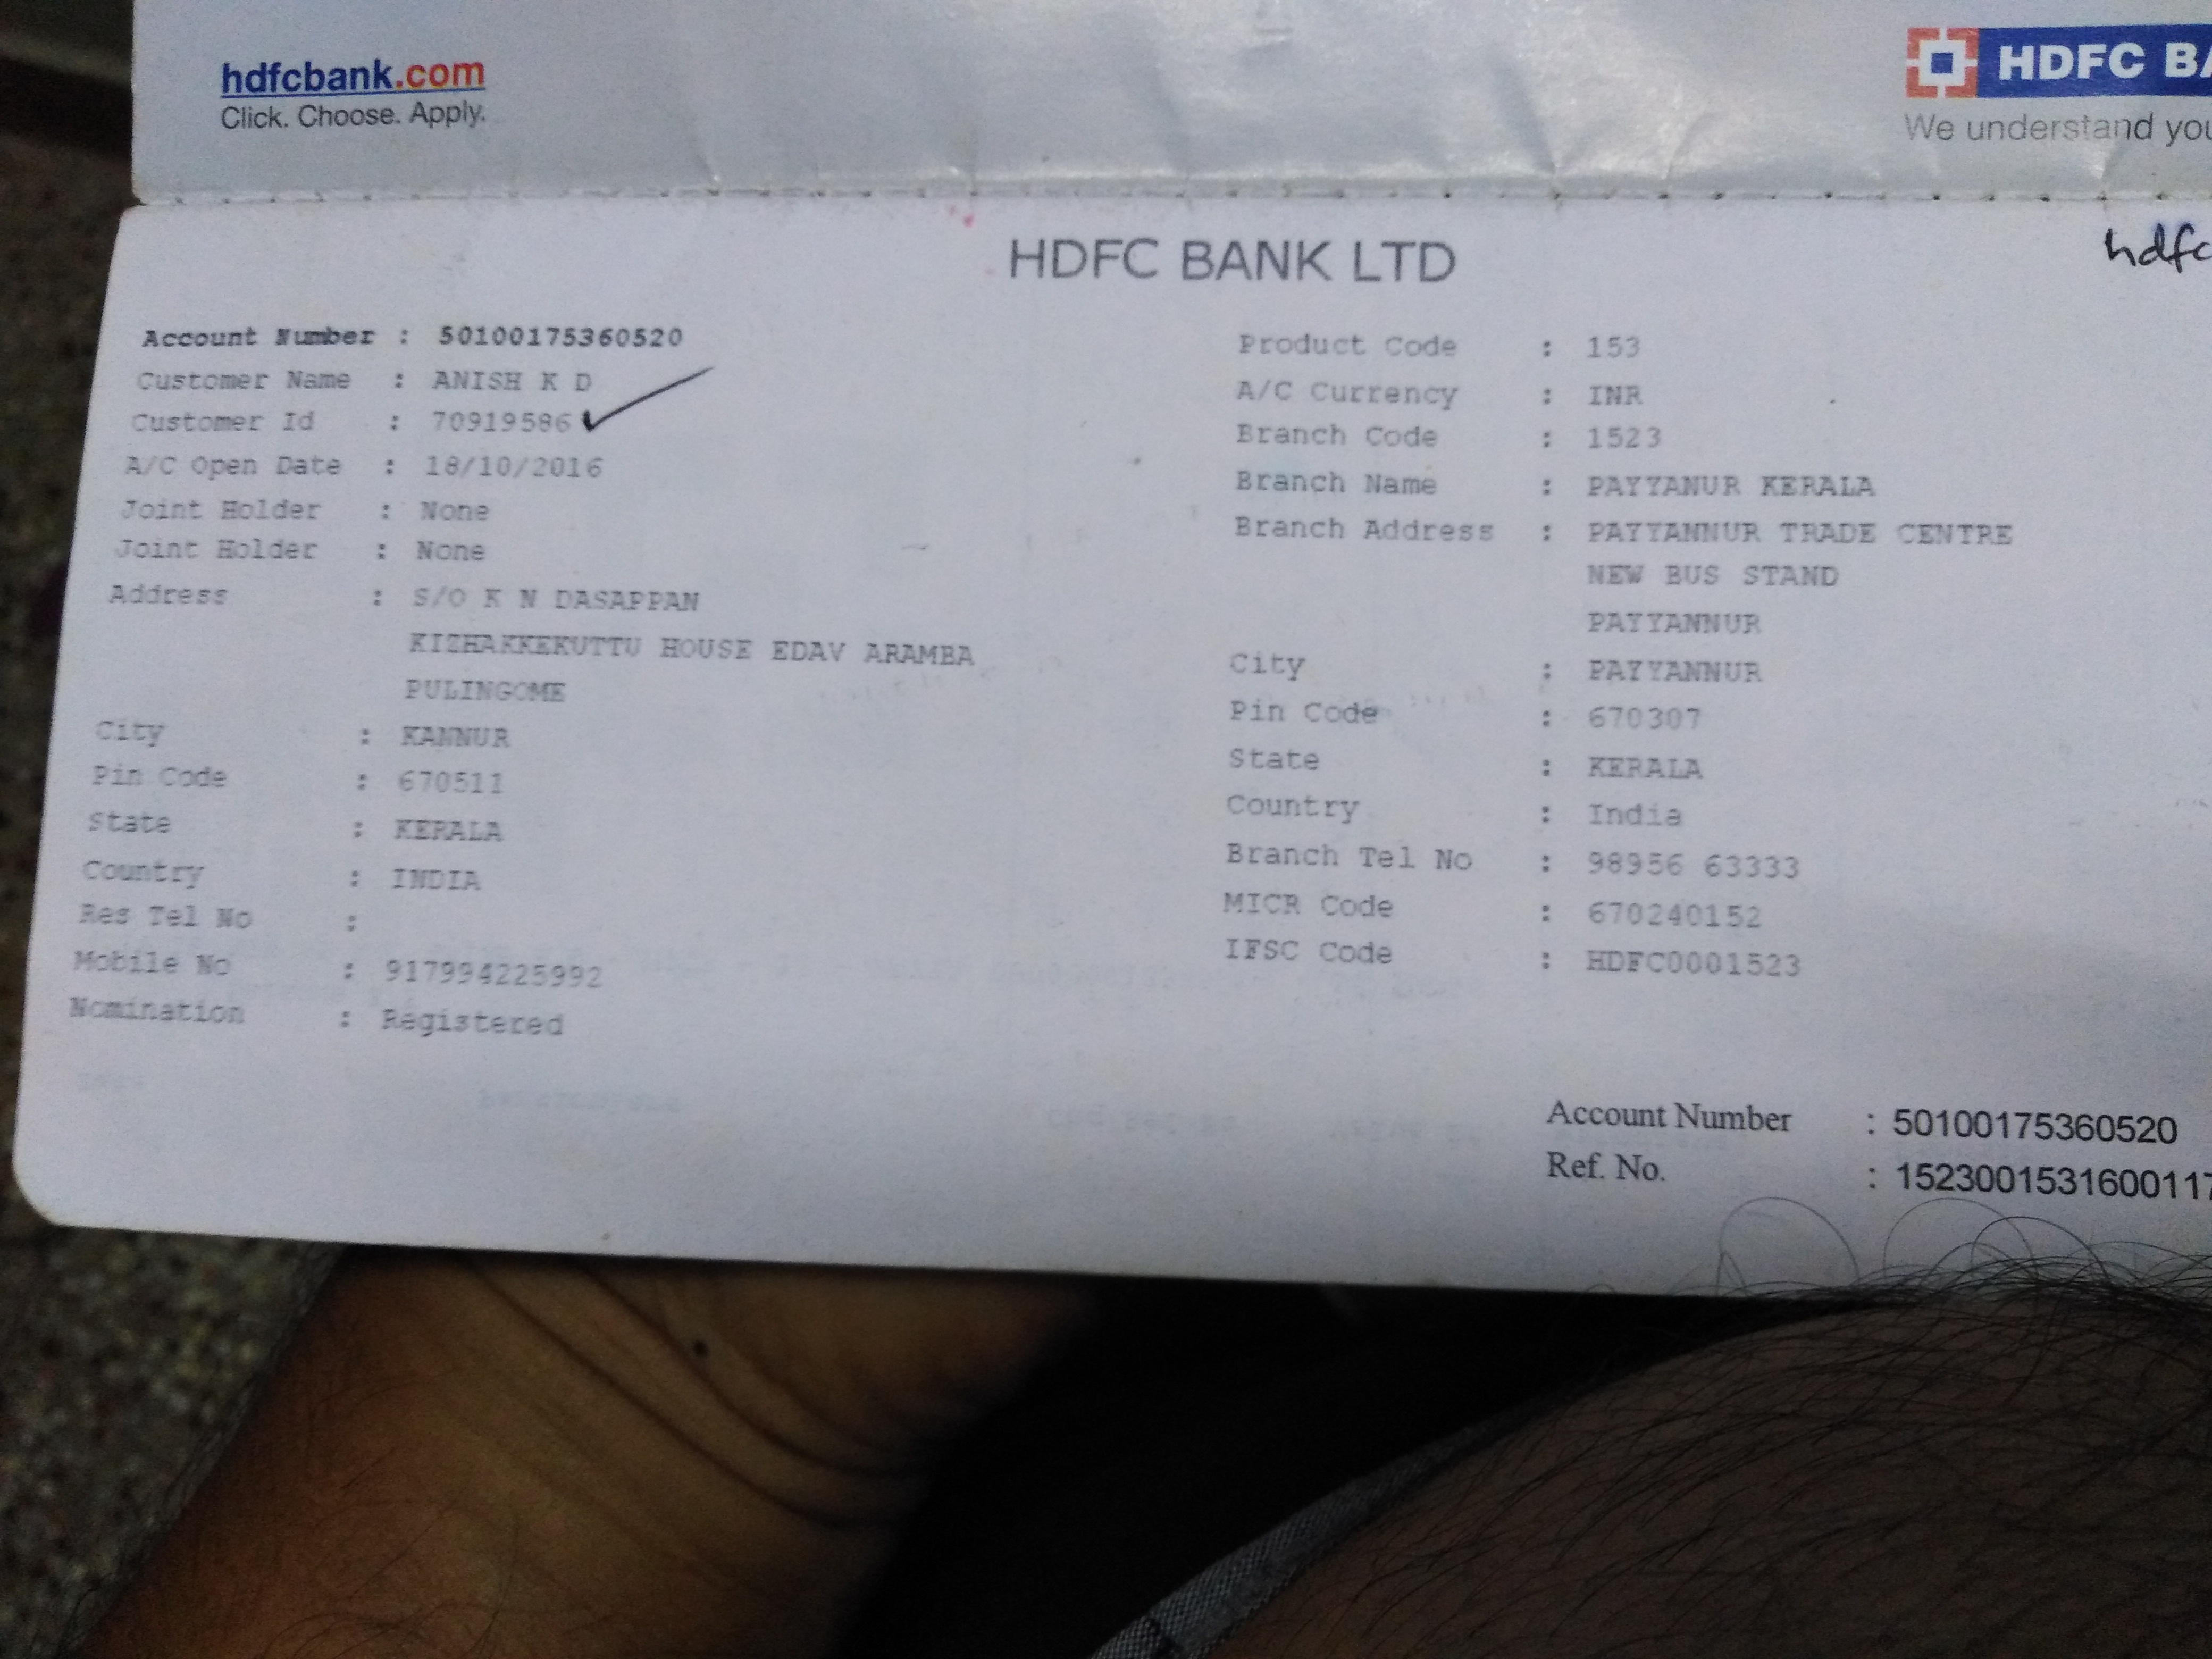 hdfcbank.com
Click. Choose. Apply.
HDFC BA
We understand you
HDFC BANK LTD
hdfc
Account Number : 50100175360520
Customer Name : ANISH K D
Customer Id : 70919586
A/C Open Date : 18/10/2016
Joint Holder : None
Joint Holder : None
Address : S/O K N DASAPPAN
KIZHAKKEKUTTU HOUSE EDAV ARAMBA
PULINGOME
City : KANNUR
Pin Code : 670511
State : KERALA
Country : INDIA
Res Tel No :
Mobile No : 917994225992
Nomination : Registered
Product Code : 153
A/C Currency : INR
Branch Code : 1523
Branch Name : PAYYANUR KERALA
Branch Address : PAYYANNUR TRADE CENTRE
NEW BUS STAND
PAYYANNUR
City : PAYYANNUR
Pin Code : 670307
State : KERALA
Country : India
Branch Tel No : 98956 63333
MICR Code : 670240152
IFSC Code : HDFC0001523
Account Number : 50100175360520
Ref. No. : 1523001531600117